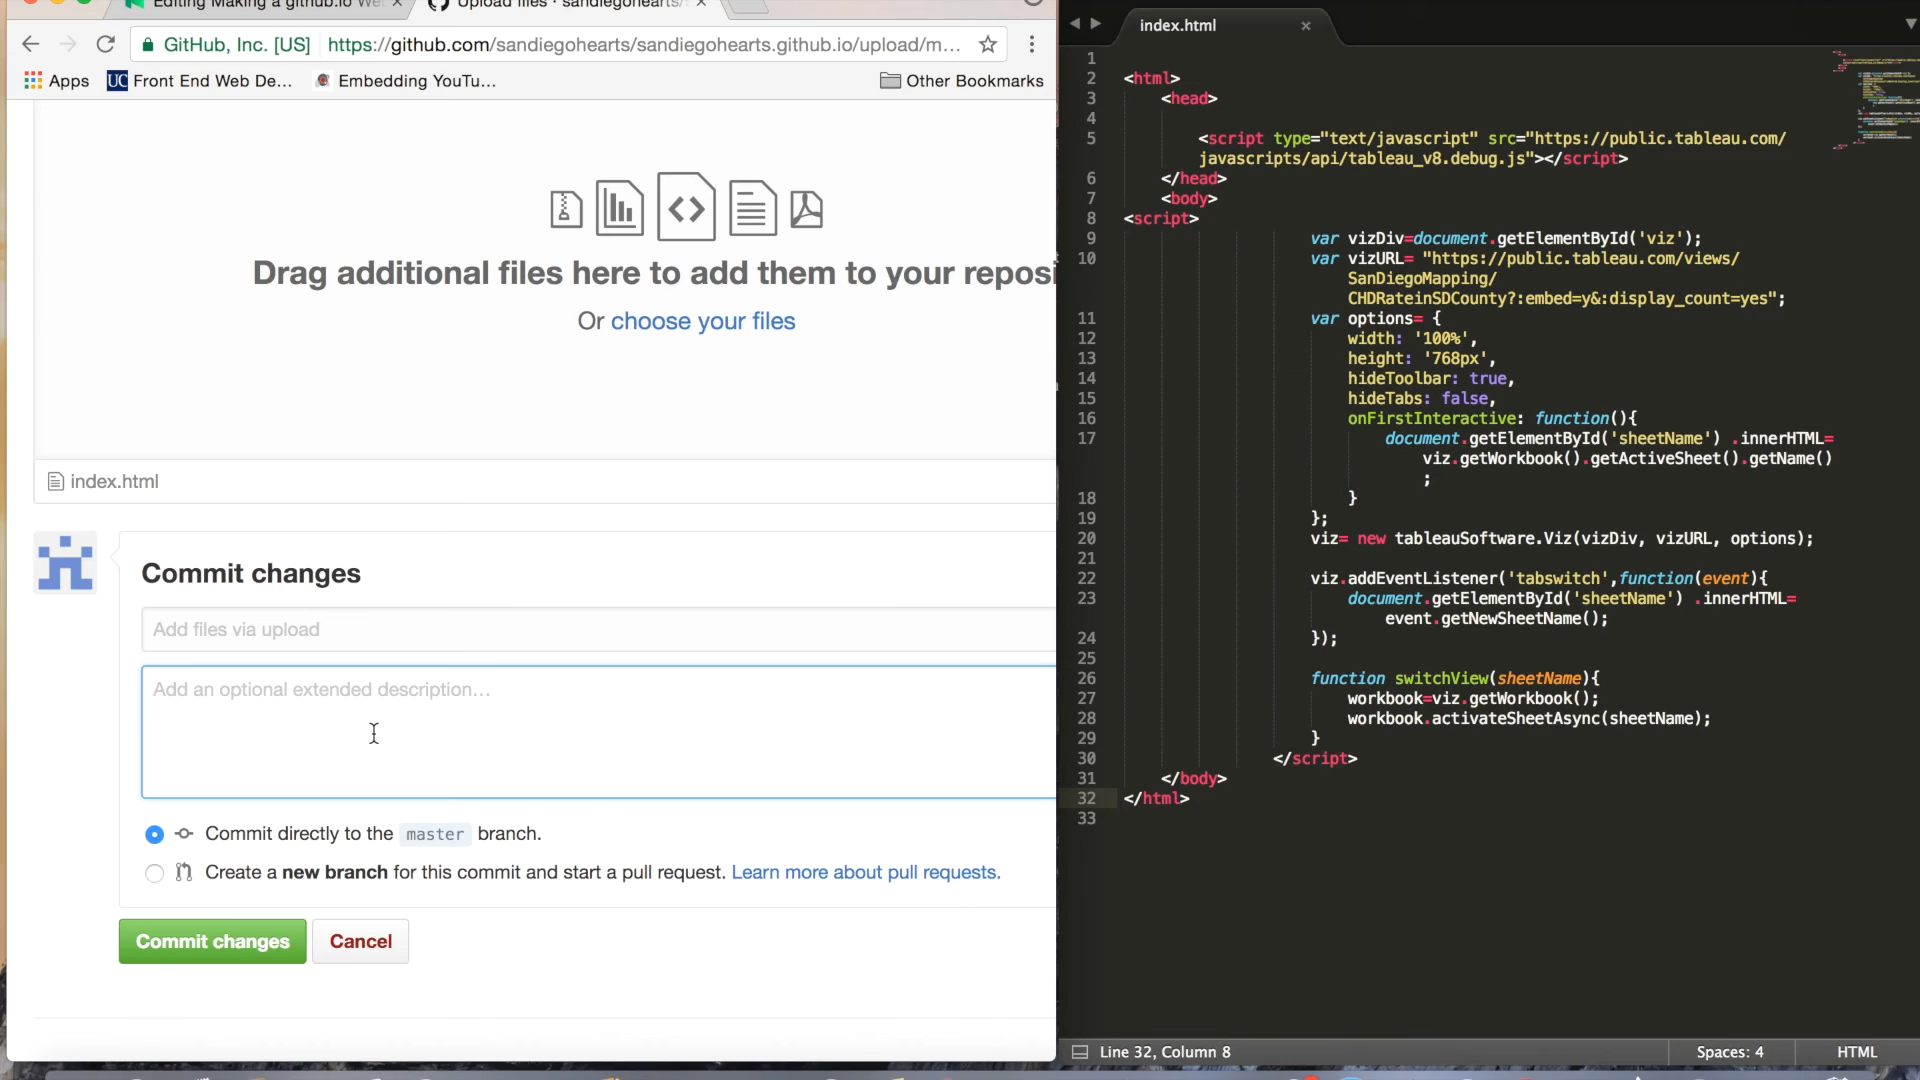 Editing Making a github.io We
Upload files · sandiegohearts/
GitHub, Inc. [US] https://github.com/sandiegohearts/sandiegohearts.github.io/upload/m...
Apps UC Front End Web De... Embedding YouTu... Other Bookmarks
Drag additional files here to add them to your reposi
Or choose your files
index.html
Commit changes
Add files via upload
Add an optional extended description…
Commit directly to the master branch.
Create a new branch for this commit and start a pull request. Learn more about pull requests.
Commit changes Cancel
index.html
1
2 <html>
3 <head>
4
5 <script type="text/javascript" src="https://public.tableau.com/
javascripts/api/tableau_v8.debug.js"></script>
6 </head>
7 <body>
8 <script>
9 var vizDiv=document.getElementById('viz');
10 var vizURL= "https://public.tableau.com/views/
SanDiegoMapping/
CHDRateinSDCounty?:embed=y&:display_count=yes";
11 var options= {
12 width: '100%',
13 height: '768px',
14 hideToolbar: true,
15 hideTabs: false,
16 onFirstInteractive: function(){
17 document.getElementById('sheetName') .innerHTML=
viz.getWorkbook().getActiveSheet().getName()
;
18 }
19 };
20 viz= new tableauSoftware.Viz(vizDiv, vizURL, options);
21
22 viz.addEventListener('tabswitch',function(event){
23 document.getElementById('sheetName') .innerHTML=
event.getNewSheetName();
24 });
25
26 function switchView(sheetName){
27 workbook=viz.getWorkbook();
28 workbook.activateSheetAsync(sheetName);
29 }
30 </script>
31 </body>
32 </html>
33
Line 32, Column 8 Spaces: 4 HTML